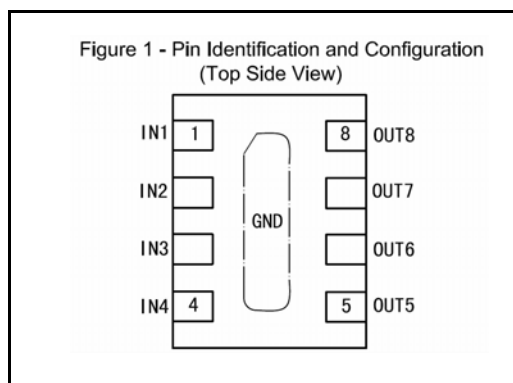 Figure 1 - Pin Identification and Configuration
(Top Side View)
IN1 1 8 OUT8
IN2 OUT7
GND
IN3 OUT6
IN4 4 5 OUT5